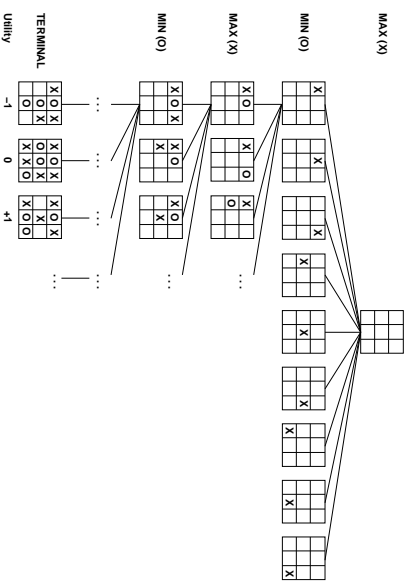 MAX (X)
MIN (O)
X X X X X X X X X
MAX (X)
X O X O X
O
MIN (O)
X O X X O X O
X X
... ...
... ...
TERMINAL
X O X X O X X O X
O X O O X X
O X X O X O O
...
Utility
–1 0 +1